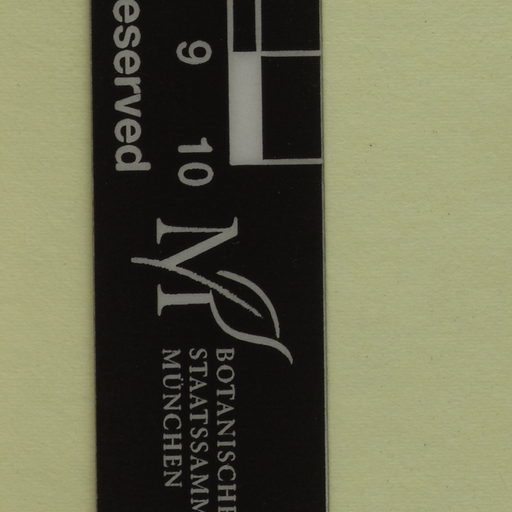 eserved
9
10
BOTANISCHE
STAATSSAMM
MÜNCHEN